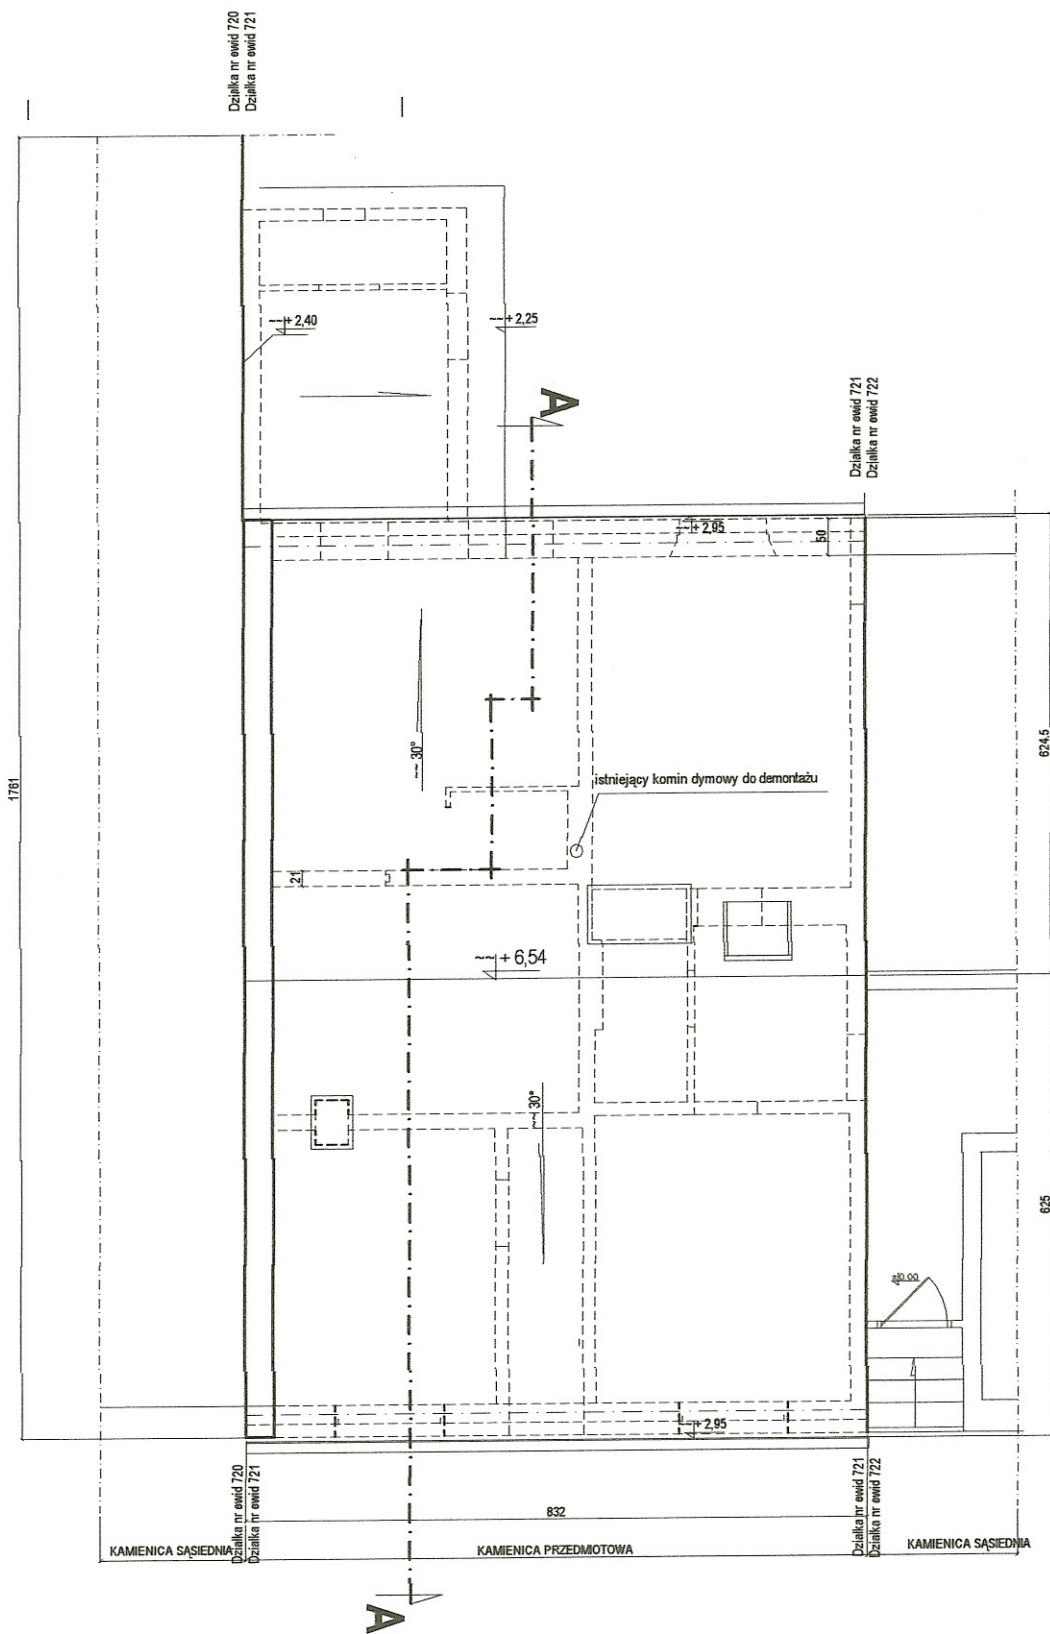 Działka nr ewid 720
Działka nr ewid 721
~~+ 2,40
~~+ 2,25
A
Działka nr ewid 721
Działka nr ewid 722
~~+ 2,95
50
~~ 30°
istniejący komin dymowy do demontażu
1761
624.5
21
~~+ 6,54
~~ 30°
625
±0.00
~~+ 2,95
Działka nr ewid 720
Działka nr ewid 721
832
Działka nr ewid 721
Działka nr ewid 722
KAMIENICA SĄSIEDNIA
KAMIENICA PRZEDMIOTOWA
KAMIENICA SĄSIEDNIA
A